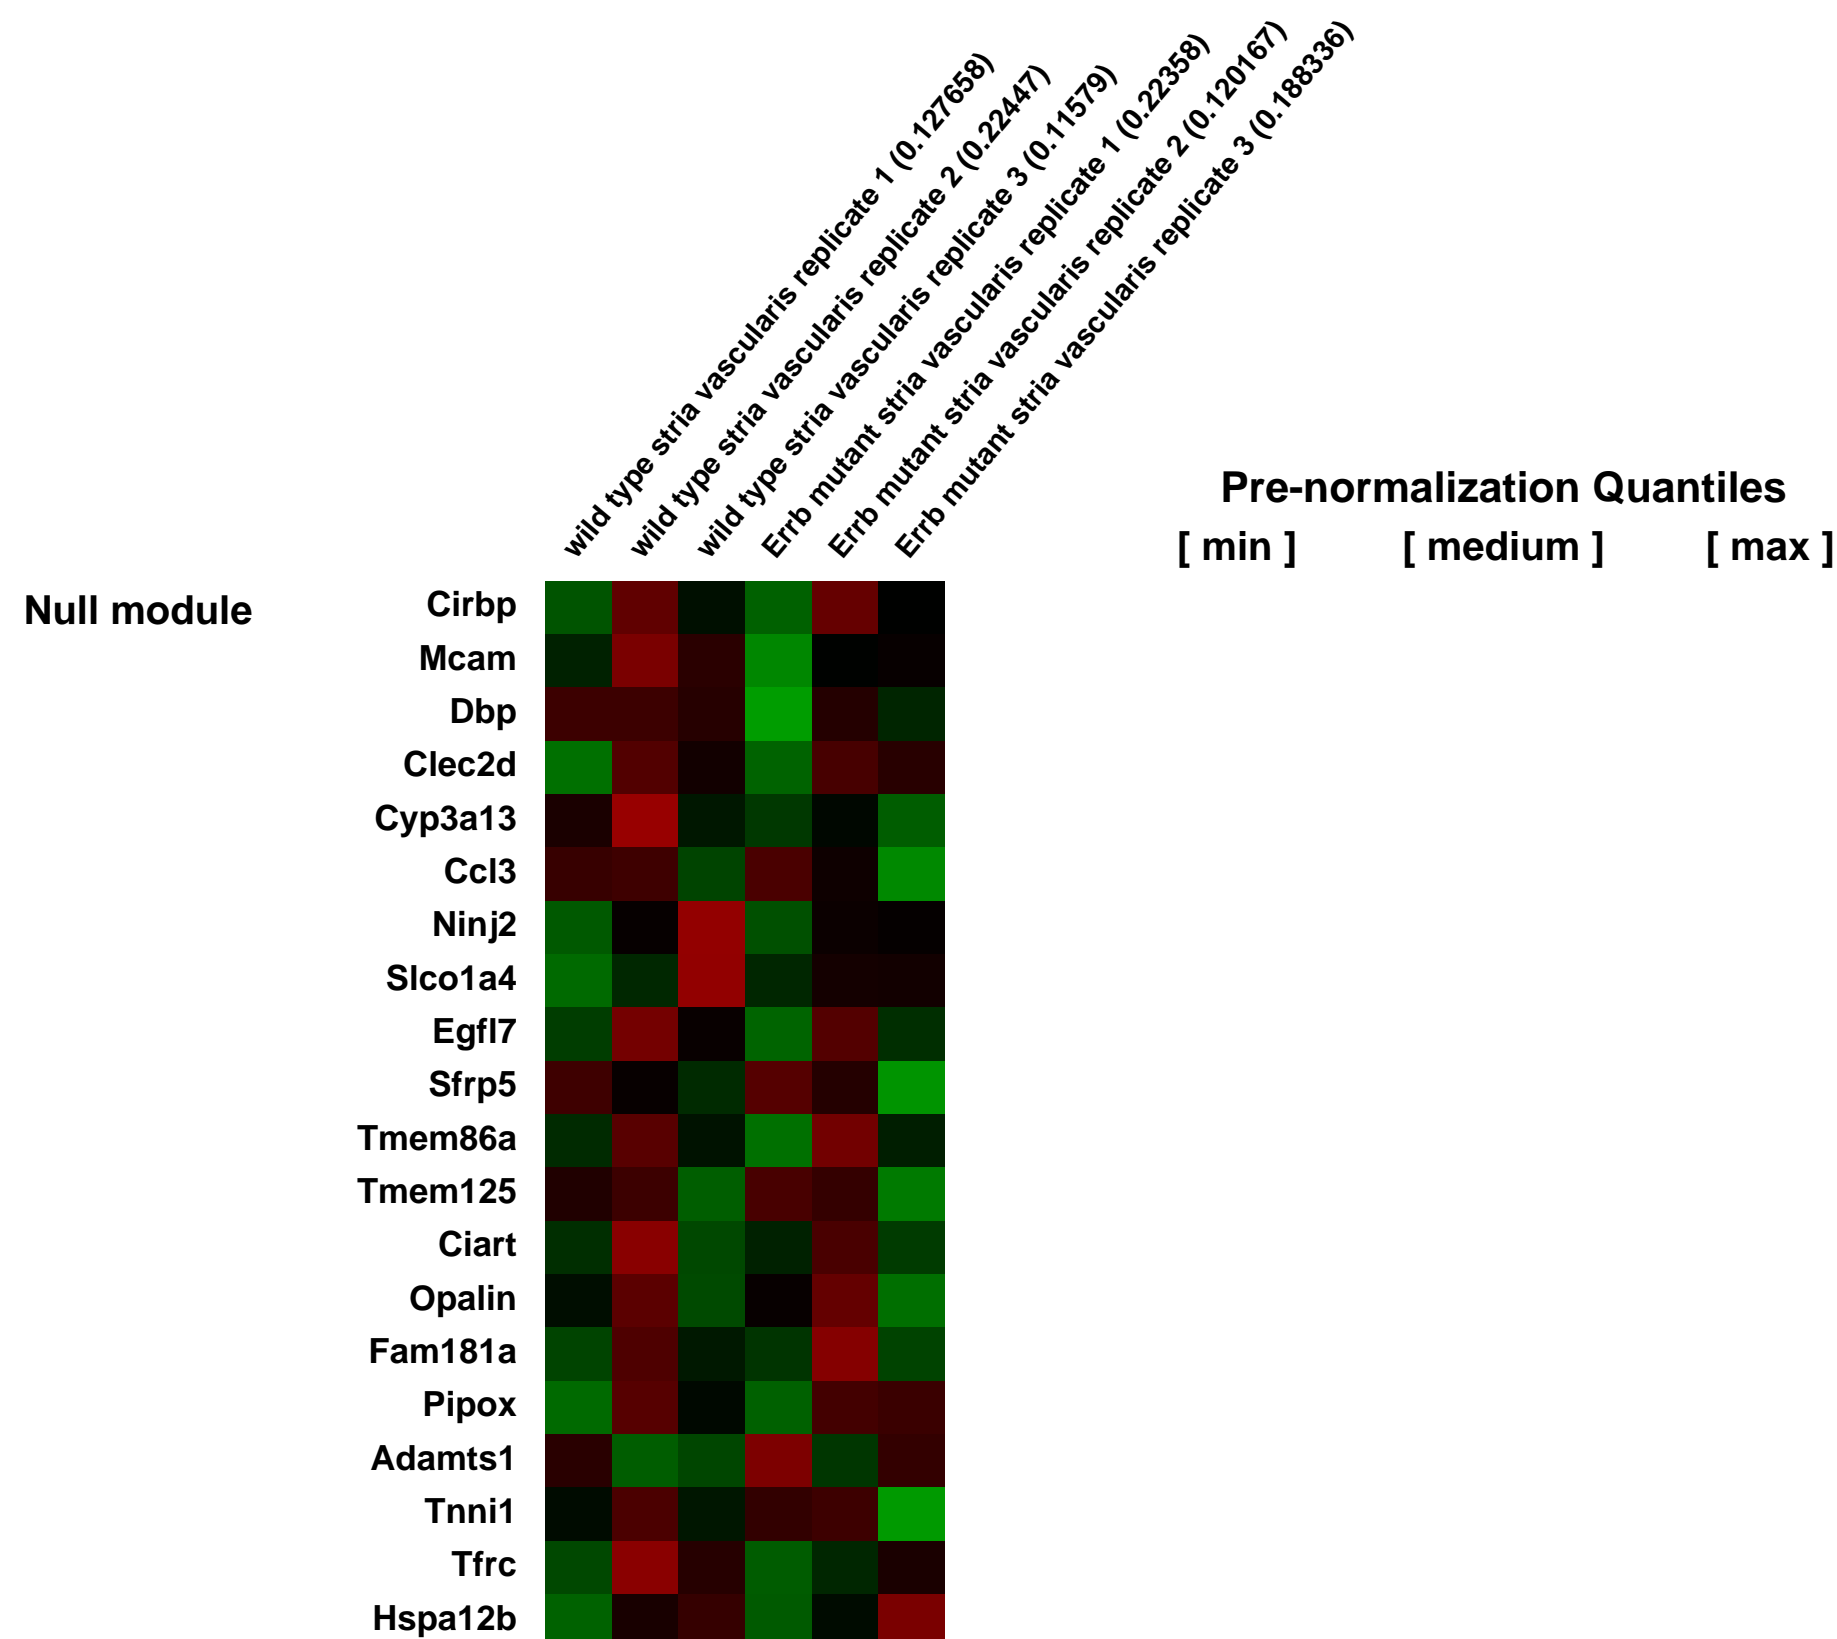 wild type stria vascularis replicate 1 (0.127658)
wild type stria vascularis replicate 2 (0.22447)
wild type stria vascularis replicate 3 (0.11579)
Errb mutant stria vascularis replicate 1 (0.22358)
Errb mutant stria vascularis replicate 2 (0.120167)
Errb mutant stria vascularis replicate 3 (0.188336)
Pre-normalization Quantiles
[ min ] [ medium ] [ max ]
Null module
Cirbp
Mcam
Dbp
Clec2d
Cyp3a13
Ccl3
Ninj2
Slco1a4
Egfl7
Sfrp5
Tmem86a
Tmem125
Ciart
Opalin
Fam181a
Pipox
Adamts1
Tnni1
Tfrc
Hspa12b